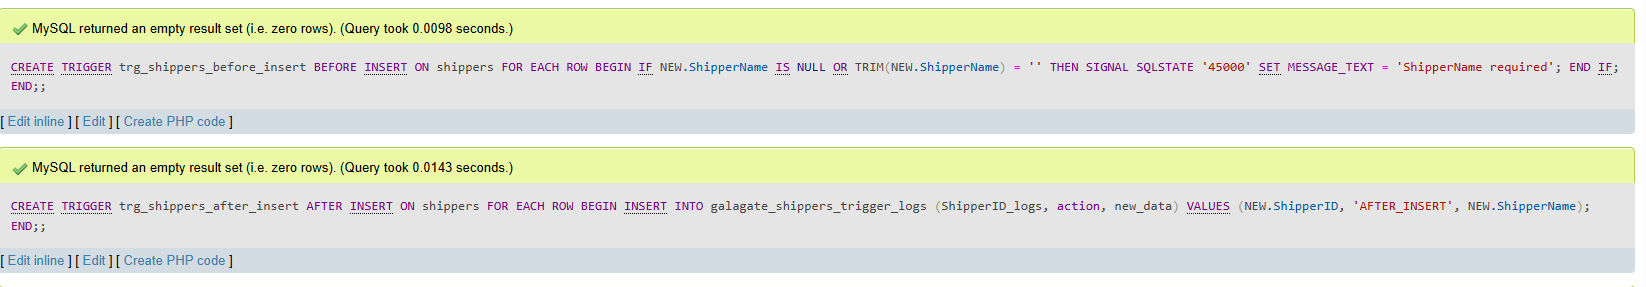 MySQL returned an empty result set (i.e. zero rows). (Query took 0.0098 seconds.)
CREATE TRIGGER trg_shippers_before_insert BEFORE INSERT ON shippers FOR EACH ROW BEGIN IF NEW.ShipperName IS NULL OR TRIM(NEW.ShipperName) = '' THEN SIGNAL SQLSTATE '45000' SET MESSAGE_TEXT = 'ShipperName required'; END IF;
END;;
[ Edit inline ] [ Edit ] [ Create PHP code ]
MySQL returned an empty result set (i.e. zero rows). (Query took 0.0143 seconds.)
CREATE TRIGGER trg_shippers_after_insert AFTER INSERT ON shippers FOR EACH ROW BEGIN INSERT INTO galagate_shippers_trigger_logs (ShipperID_logs, action, new_data) VALUES (NEW.ShipperID, 'AFTER_INSERT', NEW.ShipperName);
END;;
[ Edit inline ] [ Edit ] [ Create PHP code ]